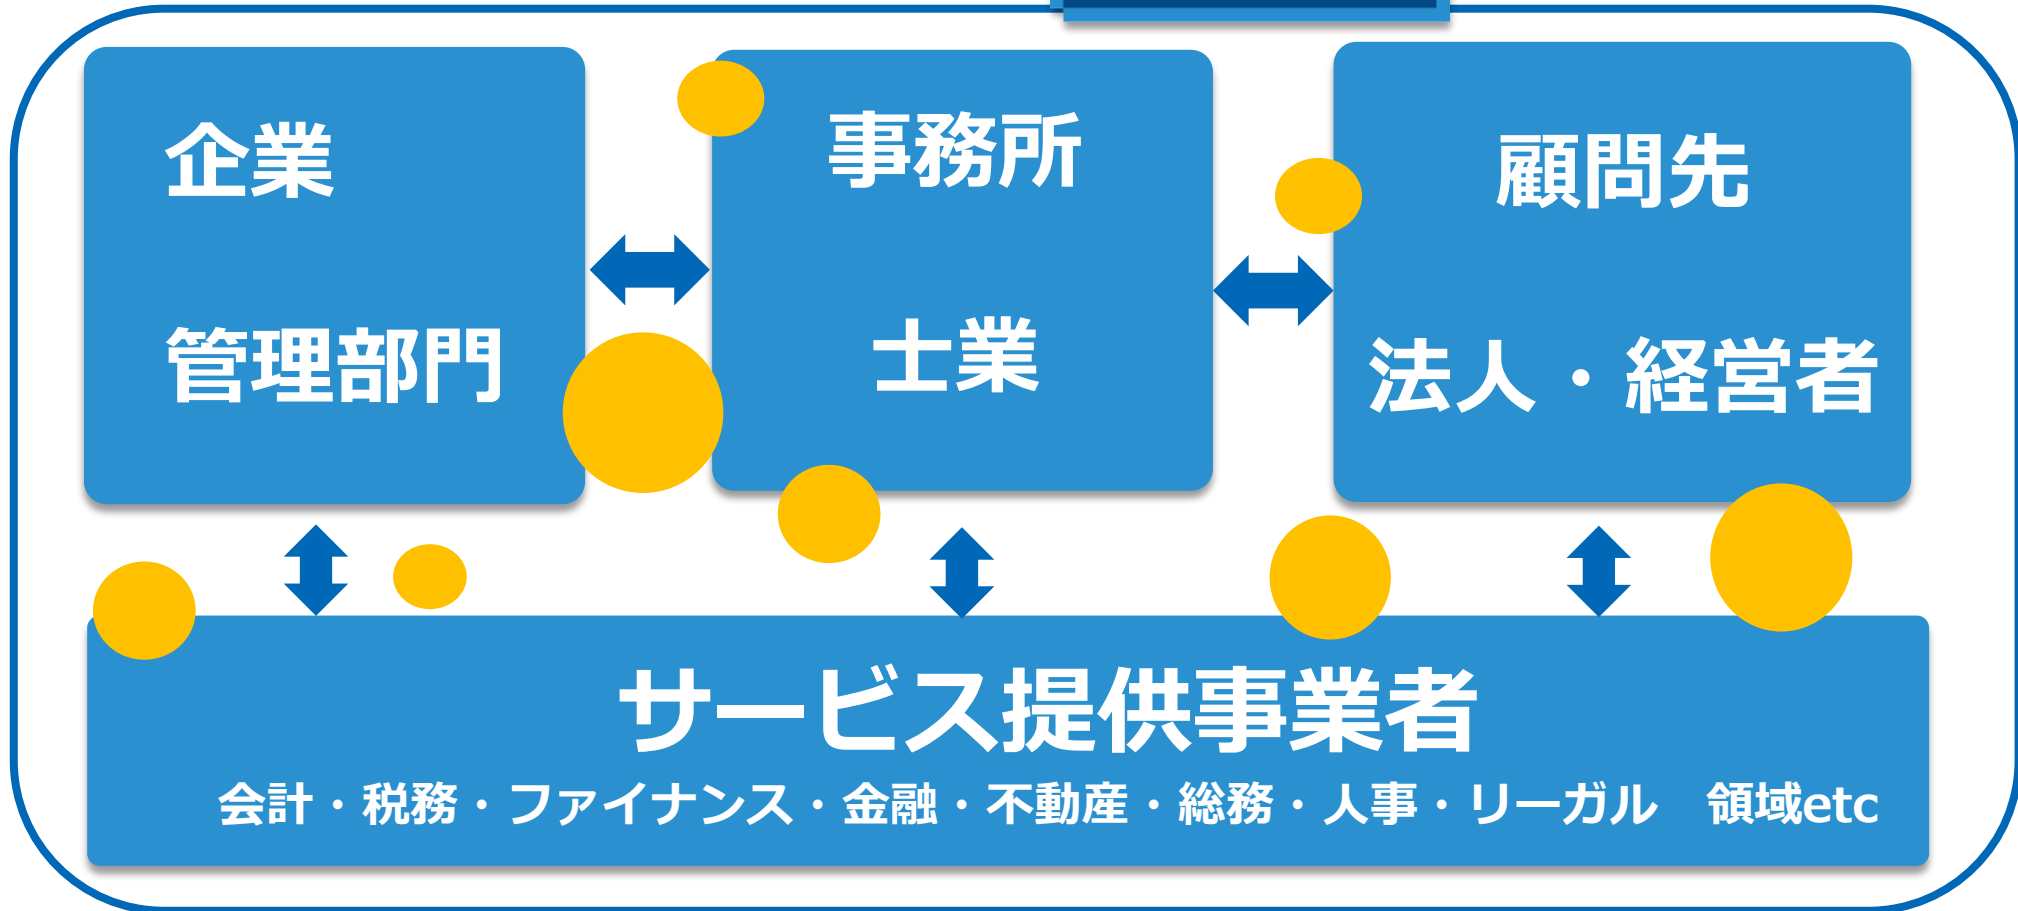 企業
管理部門
事務所
士業
顧問先
法人・経営者
サービス提供事業者
会計・税務・ファイナンス・金融・不動産・総務・人事・リーガル　領域etc